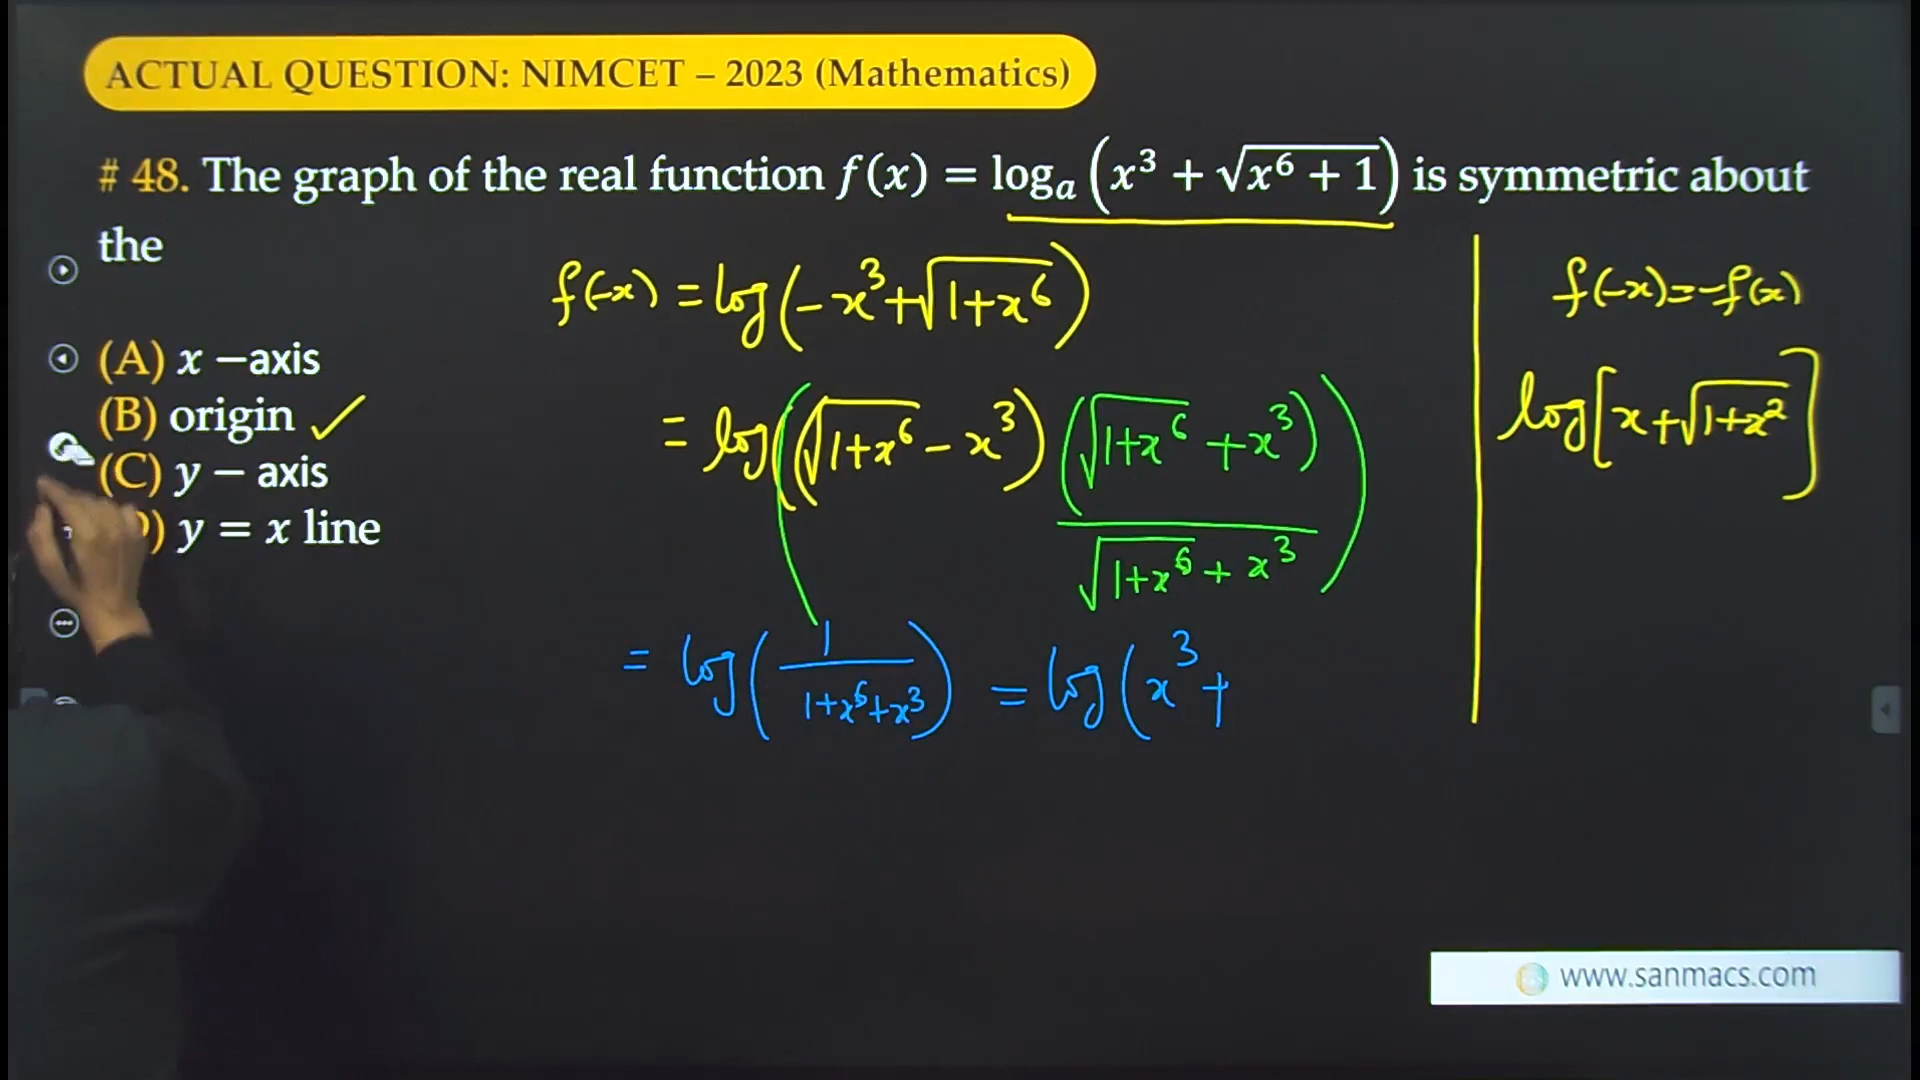 ACTUAL QUESTION: NIMCET – 2023 (Mathematics)
# 48. The graph of the real function f(x) = logₐ (x³ + √(x⁶ + 1)) is symmetric about
the
(A) x –axis
(B) origin ✓
(C) y – axis
) y = x line
f(-x) = log(-x³+√(1+x⁶))
= log((√(1+x⁶) - x³) (√(1+x⁶) + x³) / (√(1+x⁶) + x³))
= log(1/(1+x⁶+x³)) = log(x³ +
f(-x)=-f(x)
log[x+√(1+x²)]
www.sanmacs.com